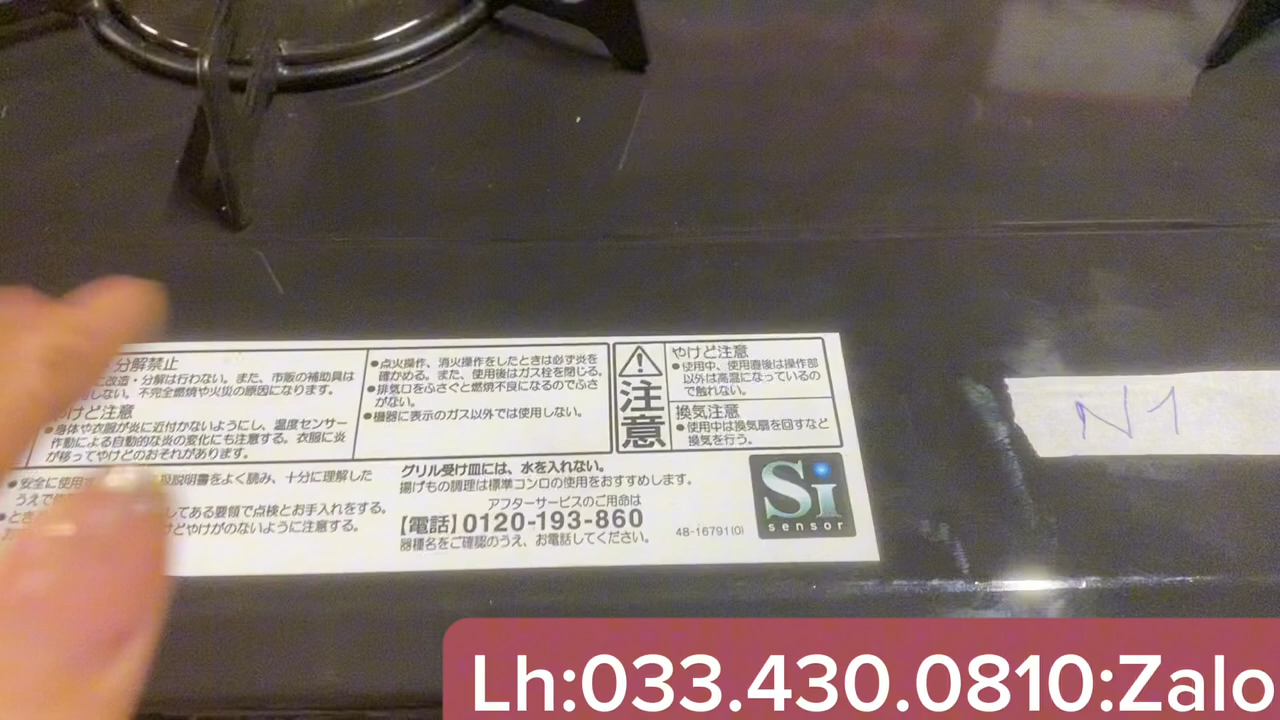 分解禁止
に改造・分解は行わない。また、市販の補助具は
しない。不完全燃焼や火災の原因になります。
やけど注意
●身体や衣服が炎に近付かないようにし、温度センサー
作動による自動的な炎の変化にも注意する。衣服に炎
が移ってやけどのおそれがあります。
●点火操作、消火操作をしたときは必ず炎を
確かめる。また、使用後はガス栓を閉じる。
●排気口をふさぐと燃焼不良になるのでふさ
がない。
●機器に表示のガス以外では使用しない。
注意
やけど注意
●使用中、使用直後は操作部
以外は高温になっているの
で触れない。
換気注意
●使用中は換気扇を回すなど
換気を行う。
●安全に使用す
説明書をよく読み、十分に理解した
うえで
してある要領で点検とお手入れをする。
けどやけがのないように注意する。
グリル受け皿には、水を入れない。
揚げもの調理は標準コンロの使用をおすすめします。
アフターサービスのご用命は
【電話】0120-193-860
器種名をご確認のうえ、お電話してください。
48-16791(0)
Si
sensor
N1
Lh:033.430.0810:Zalo